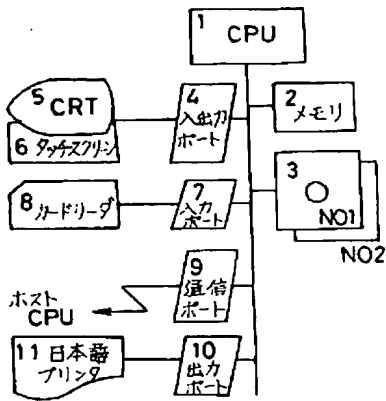 1 CPU
2 メモリ
3
NO1
NO2
4
入出力
ポート
5 CRT
6 タッチスクリーン
7
入力
ポート
8 カードリーダ
9
通信
ポート
ホスト
CPU
10
出力
ポート
11 日本語
プリンタ